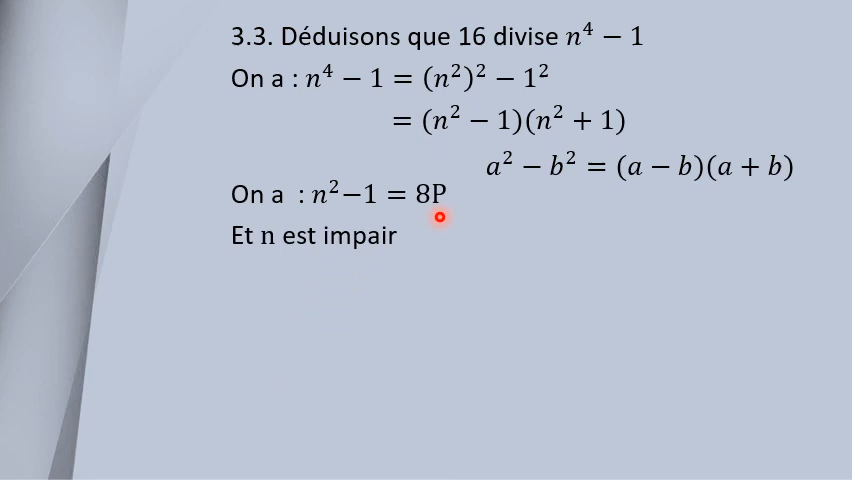 3.3. Déduisons que 16 divise n⁴ − 1
On a : n⁴ − 1 = (n²)² − 1²
= (n² − 1)(n² + 1)
a² − b² = (a − b)(a + b)
On a : n²−1 = 8P
Et n est impair